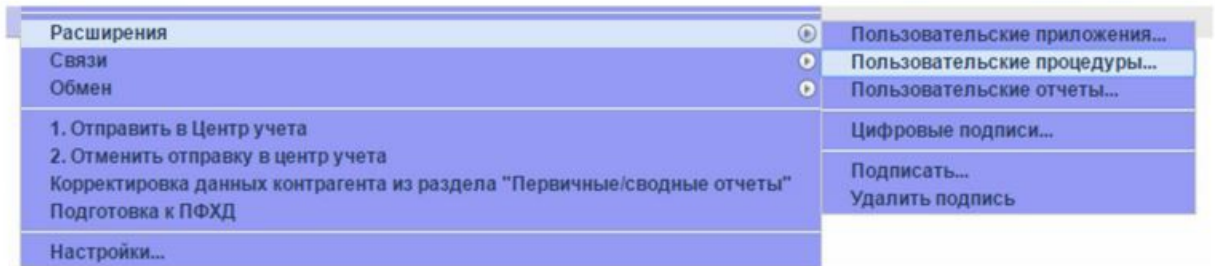 Расширения
Связи
Обмен
1. Отправить в Центр учета
2. Отменить отправку в центр учета
Корректировка данных контрагента из раздела "Первичные/сводные отчеты"
Подготовка к ПФХД
Настройки...
Пользовательские приложения...
Пользовательские процедуры...
Пользовательские отчеты...
Цифровые подписи...
Подписать...
Удалить подпись